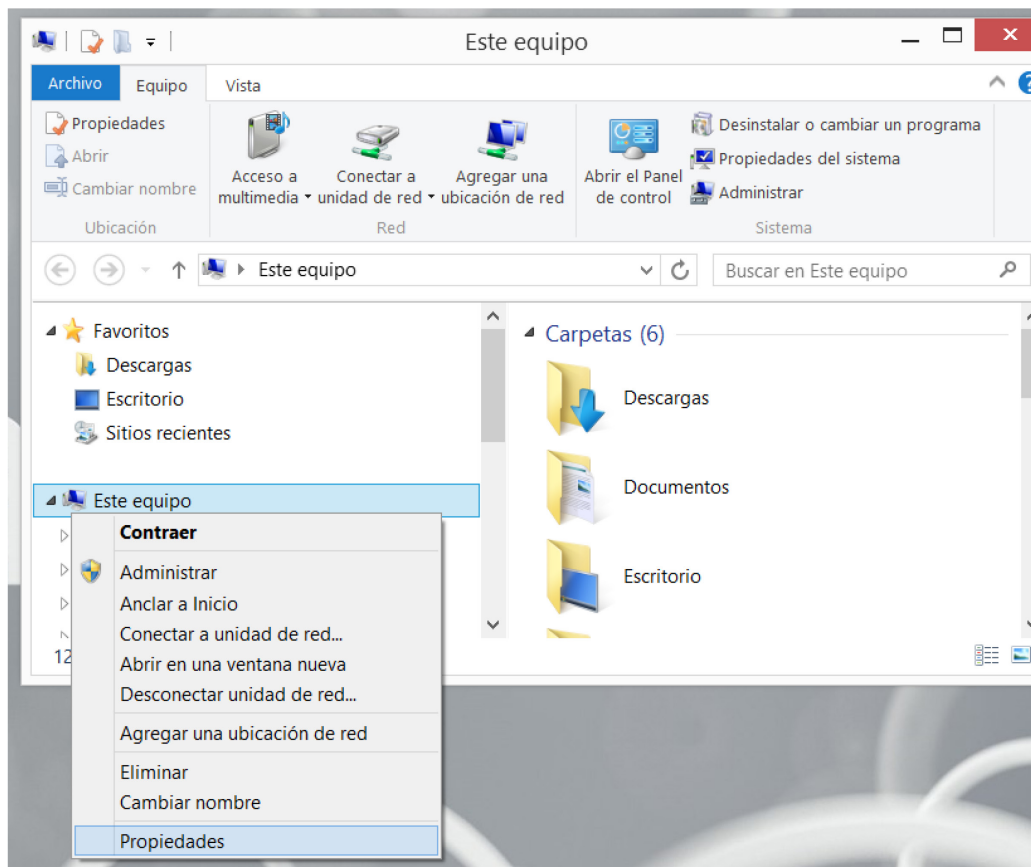 Este equipo
Archivo Equipo Vista
Propiedades
Abrir
Cambiar nombre
Ubicación
Acceso a
multimedia
Conectar a
unidad de red
Agregar una
ubicación de red
Red
Abrir el Panel
de control
Desinstalar o cambiar un programa
Propiedades del sistema
Administrar
Sistema
Este equipo
Buscar en Este equipo
Favoritos
Descargas
Escritorio
Sitios recientes
Este equipo
Contraer
Administrar
Anclar a Inicio
Conectar a unidad de red...
Abrir en una ventana nueva
Desconectar unidad de red...
Agregar una ubicación de red
Eliminar
Cambiar nombre
Propiedades
12
Carpetas (6)
Descargas
Documentos
Escritorio